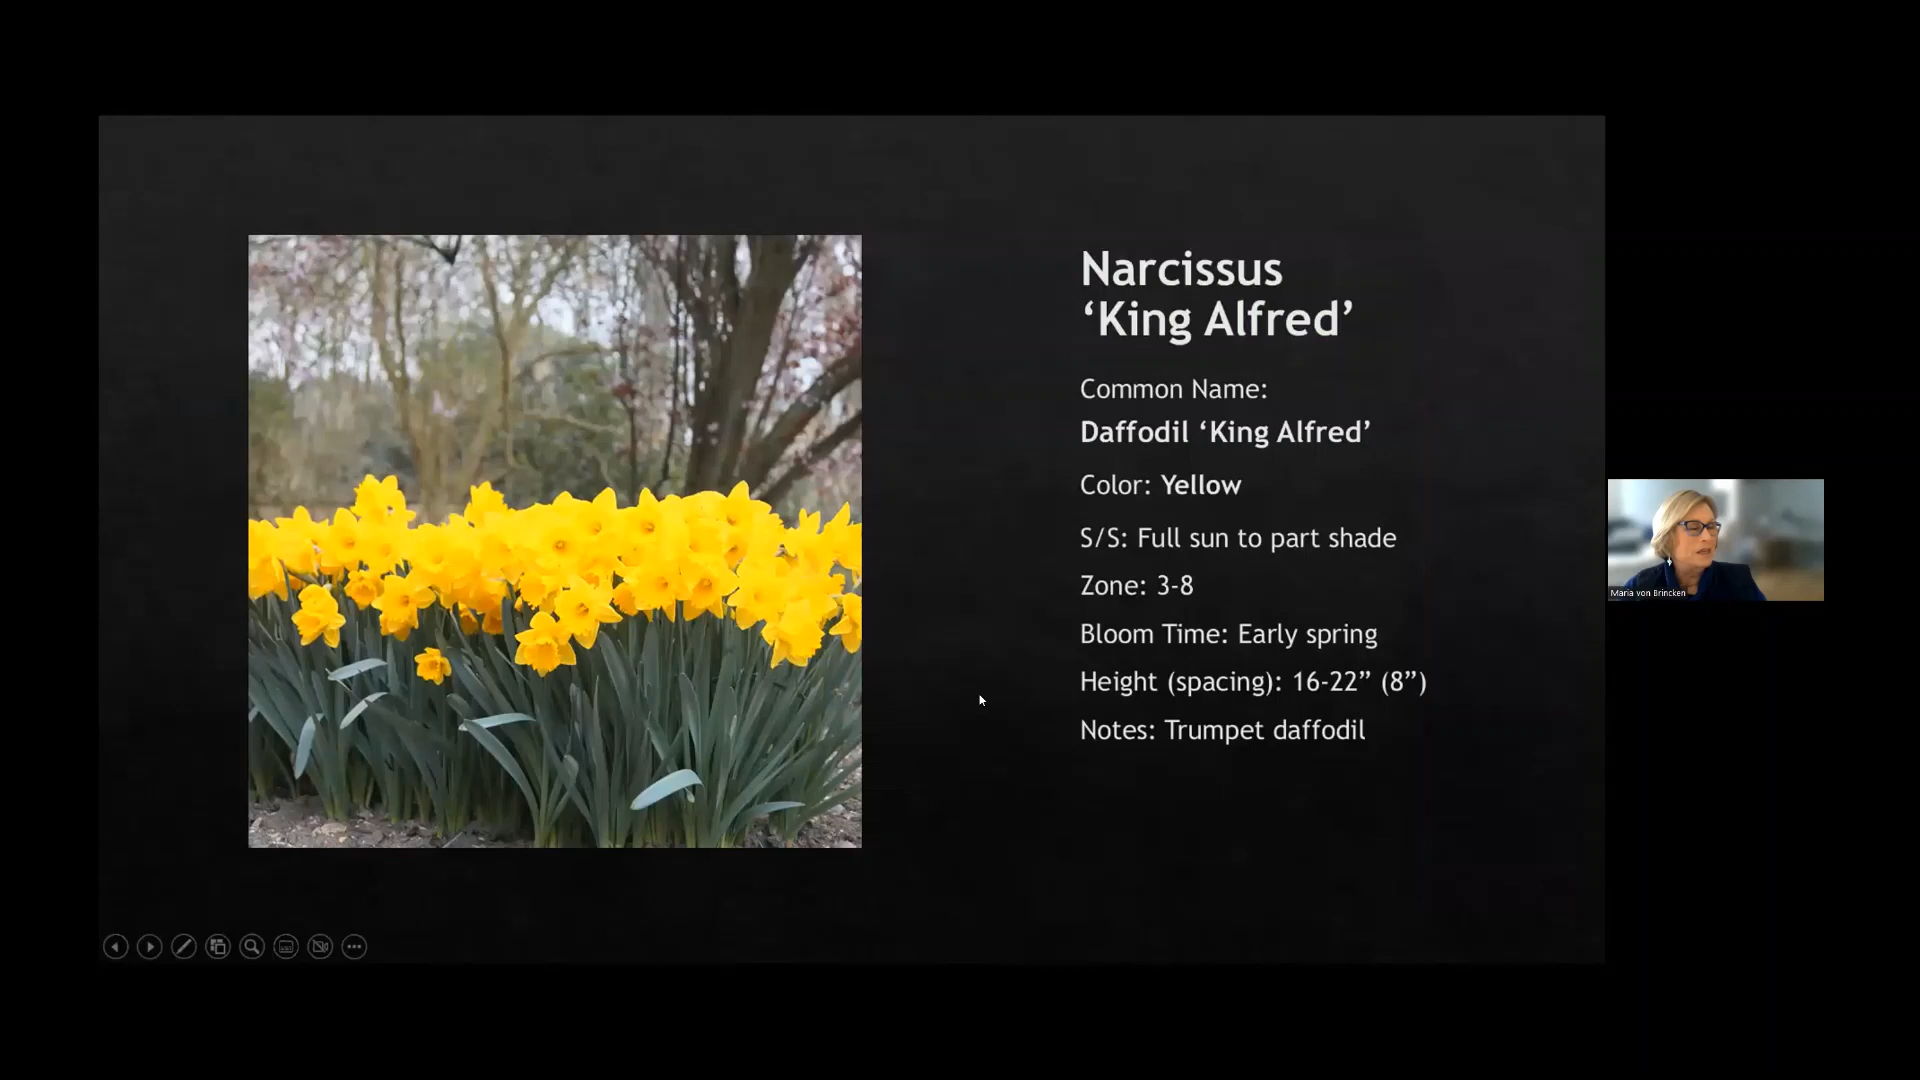 Narcissus
‘King Alfred’
Common Name:
Daffodil ‘King Alfred’
Color: Yellow
S/S: Full sun to part shade
Zone: 3-8
Bloom Time: Early spring
Height (spacing): 16-22” (8”)
Notes: Trumpet daffodil
Maria von Brincken